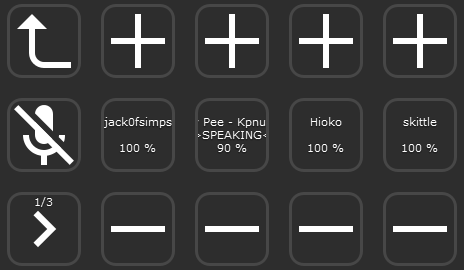 jack0fsimps
100 %
Pee - Kpnu
>SPEAKING<
90 %
Hioko
100 %
skittle
100 %
1/3